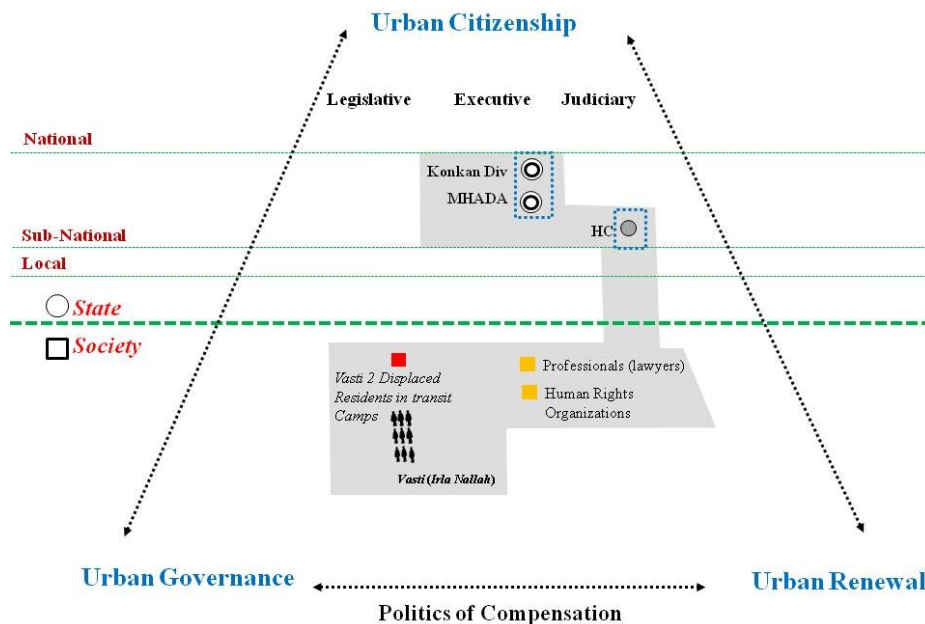 Urban Citizenship
Legislative Executive Judiciary
National
Konkan Div
MHADA
HC
Sub-National
Local
State
Society
Vasti 2 Displaced
Residents in transit
Camps
Professionals (lawyers)
Human Rights
Organizations
Vasti (Irla Nallah)
Urban Governance
Urban Renewal
Politics of Compensation